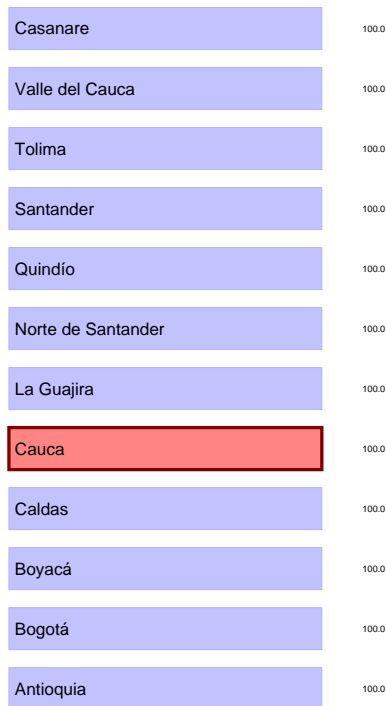 Casanare 100.0
Valle del Cauca 100.0
Tolima 100.0
Santander 100.0
Quindío 100.0
Norte de Santander 100.0
La Guajira 100.0
Cauca 100.0
Caldas 100.0
Boyacá 100.0
Bogotá 100.0
Antioquia 100.0